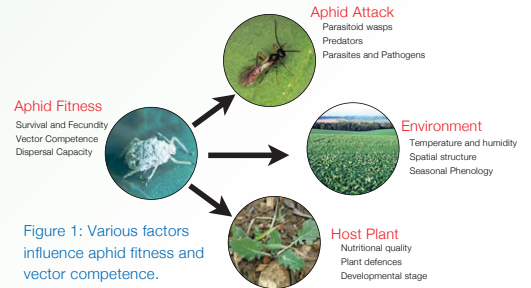 Aphid Attack
Parasitoid wasps
Predators
Parasites and Pathogens
Aphid Fitness
Survival and Fecundity
Vector Competence
Dispersal Capacity
Environment
Temperature and humidity
Spatial structure
Seasonal Phenology
Host Plant
Nutritional quality
Plant defences
Developmental stage
Figure 1: Various factors
influence aphid fitness and
vector competence.